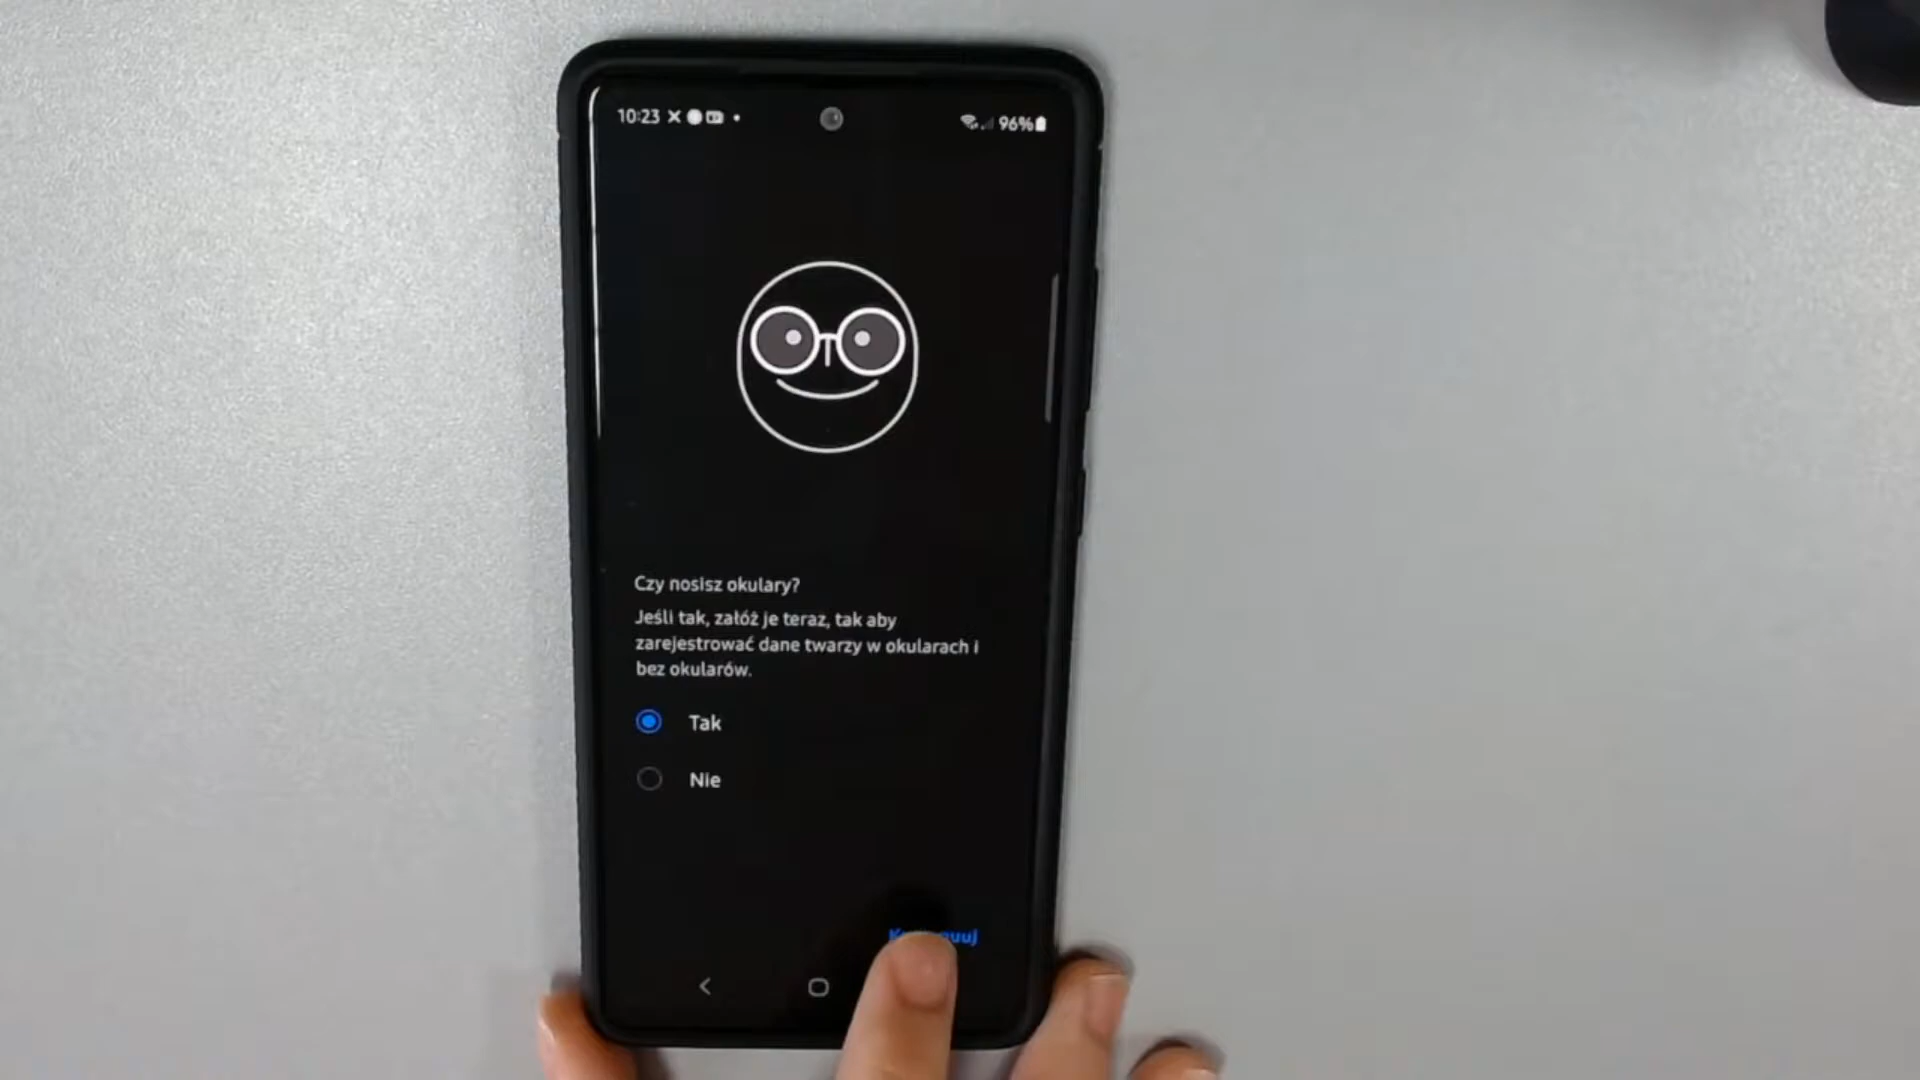 10:23
96%
Czy nosisz okulary?
Jeśli tak, załóż je teraz, tak aby
zarejestrować dane twarzy w okularach i
bez okularów.
Tak
Nie